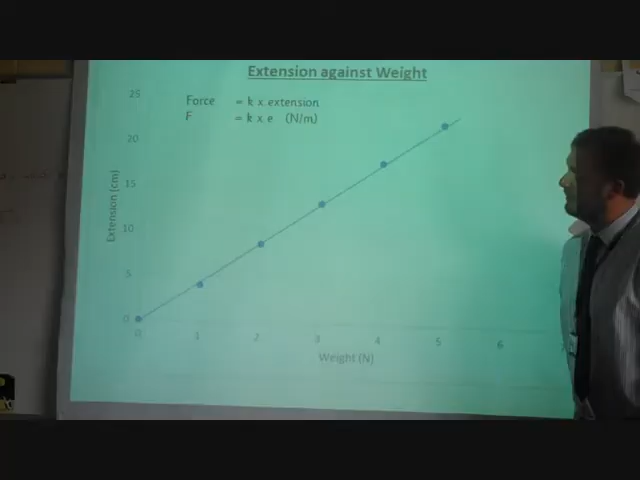 Extension against Weight
25
Force = k x extension
F = k x e (N/m)
20
15
Extension (cm)
10
5
0
0 1 2 3 4 5 6
Weight (N)